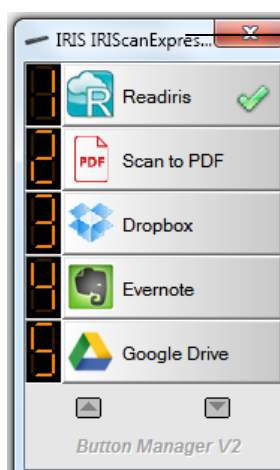 IRIS IRIScanExpres...
1 Readiris
2 PDF Scan to PDF
3 Dropbox
4 Evernote
5 Google Drive
Button Manager V2